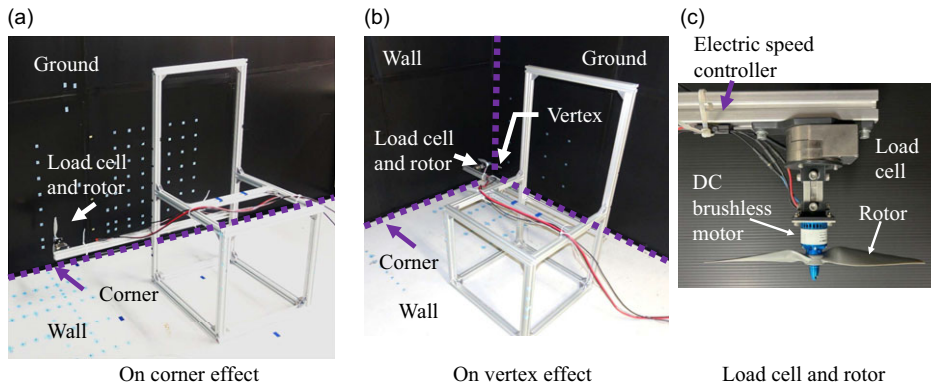 (a)
Ground
Load cell
and rotor
Corner
Wall
On corner effect
(b)
Wall
Ground
Vertex
Load cell
and rotor
Corner
Wall
On vertex effect
(c)
Electric speed
controller
Load
cell
DC
brushless
motor
Rotor
Load cell and rotor